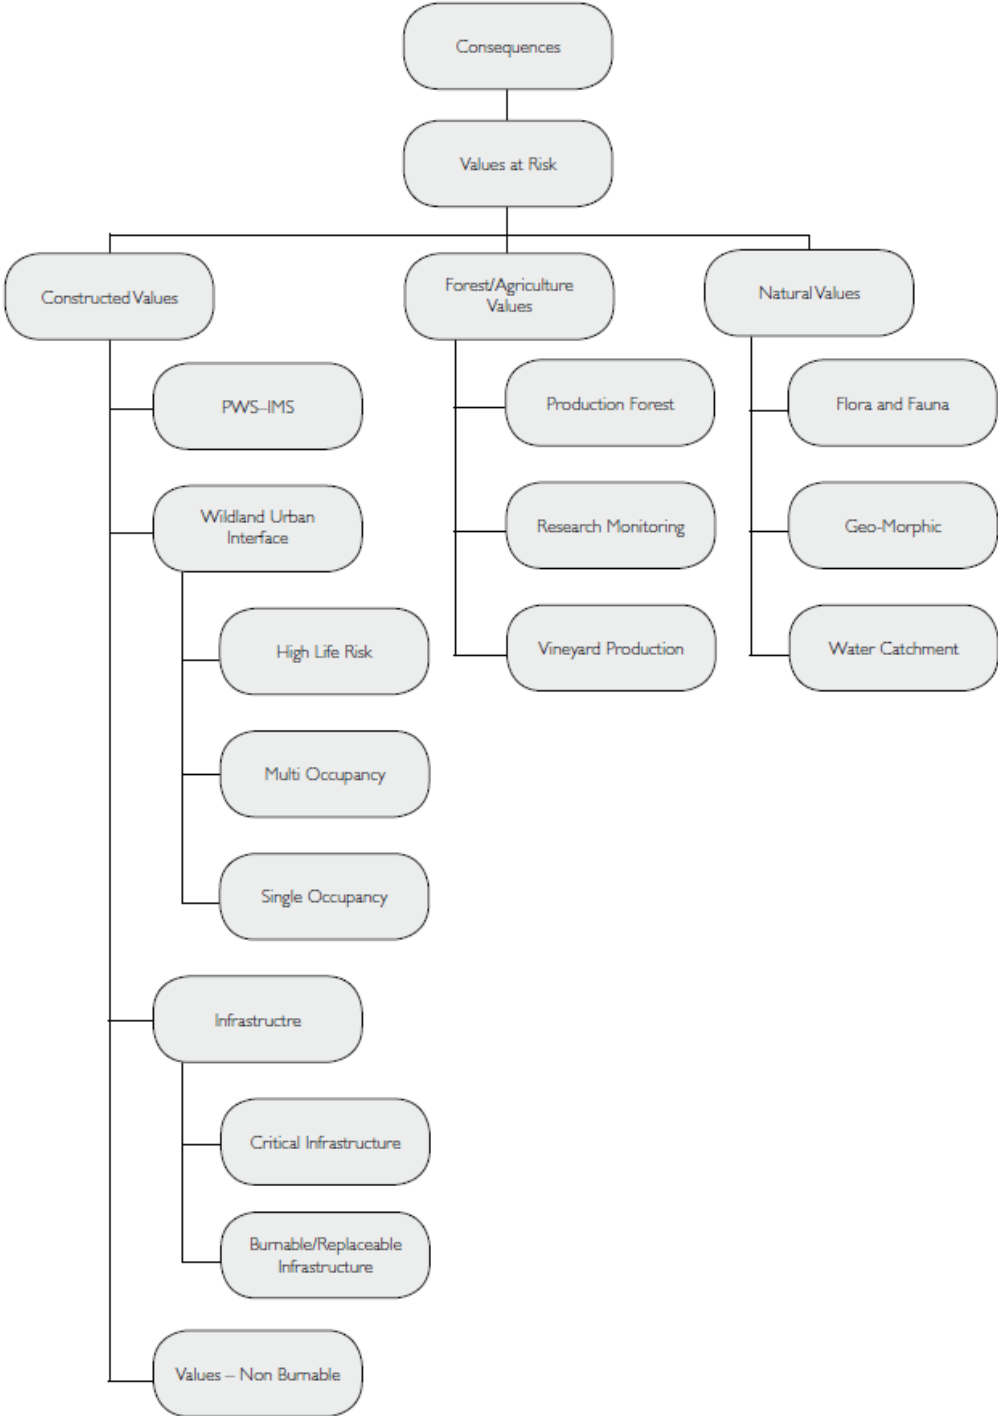 Consequences
Values at Risk
Constructed Values
Forest/Agriculture
Values
Natural Values
PWS–IMS
Production Forest
Flora and Fauna
Wildland Urban
Interface
Research Monitoring
Geo-Morphic
High Life Risk
Vineyard Production
Water Catchment
Multi Occupancy
Single Occupancy
Infrastructre
Critical Infrastructure
Burnable/Replaceable
Infrastructure
Values – Non Burnable